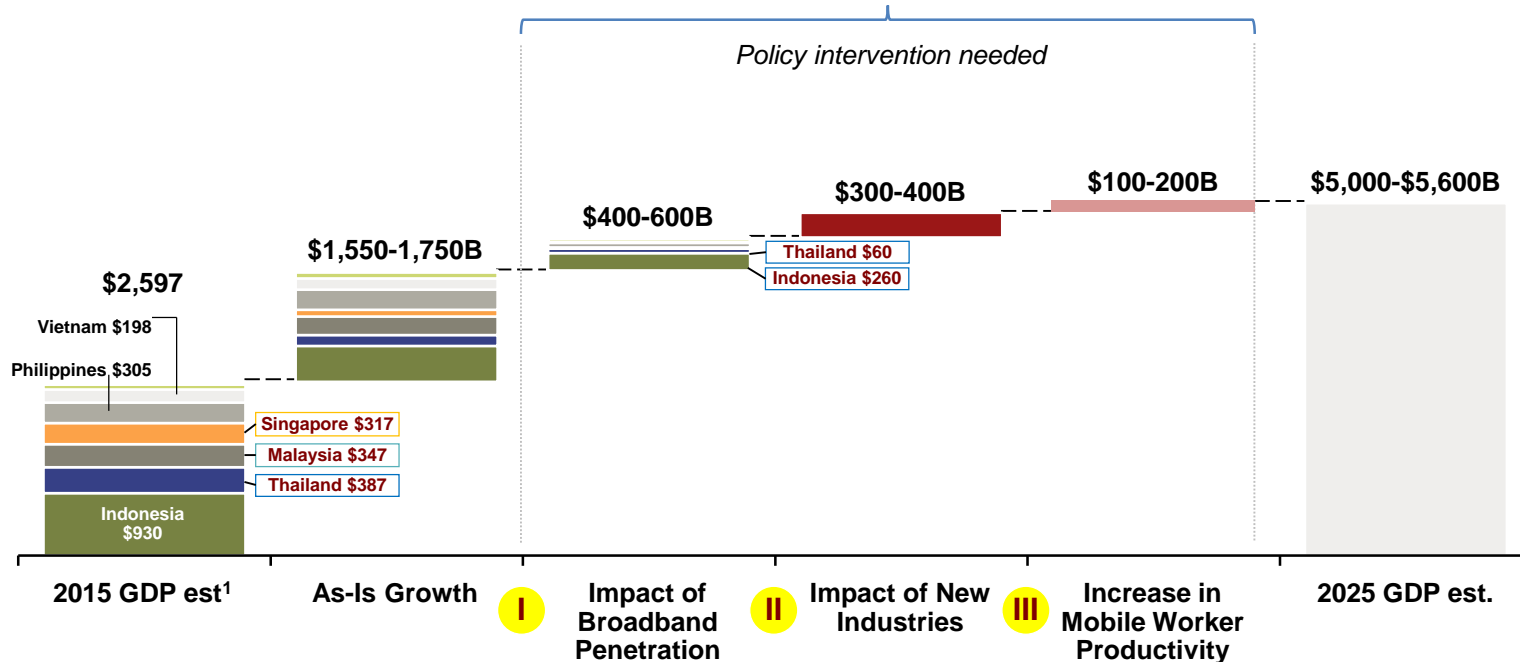 Policy intervention needed
$2,597
Vietnam $198
Philippines $305
Singapore $317
Malaysia $347
Thailand $387
Indonesia
$930
$1,550-1,750B
$400-600B
Thailand $60
Indonesia $260
$300-400B
$100-200B
$5,000-$5,600B
2015 GDP est¹
As-Is Growth
I
Impact of
Broadband
Penetration
II
Impact of New
Industries
III
Increase in
Mobile Worker
Productivity
2025 GDP est.